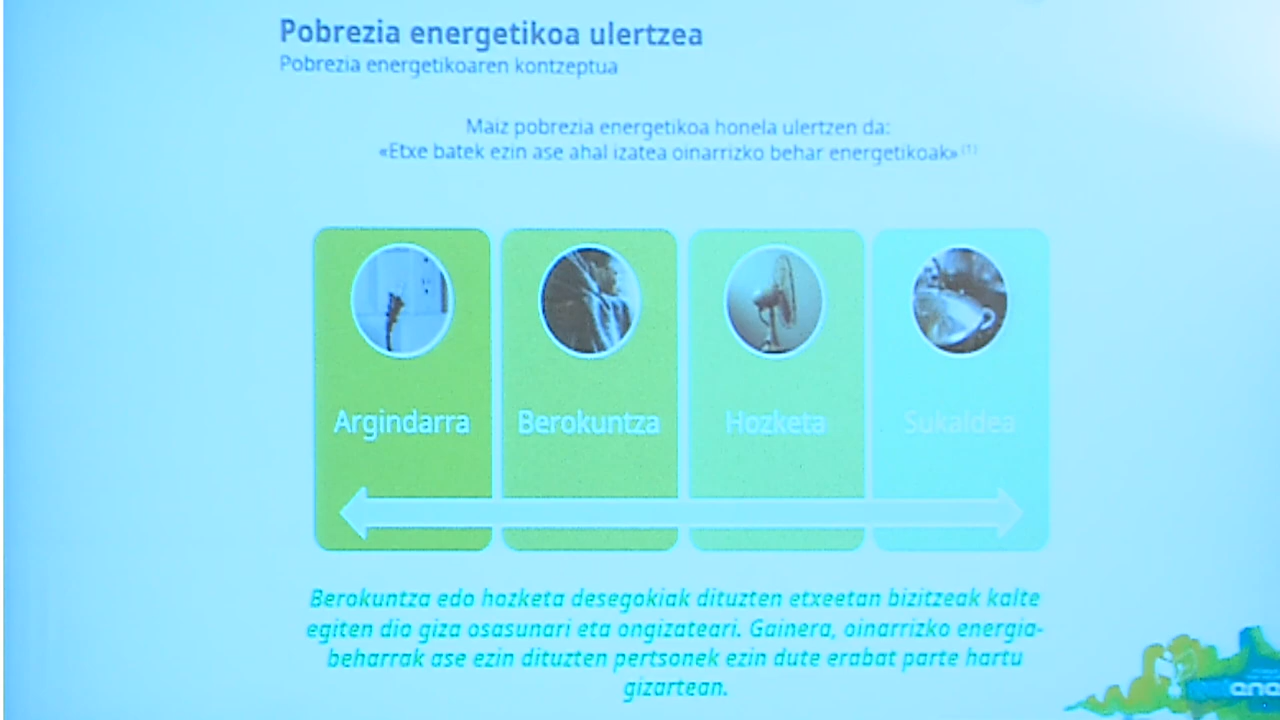 Pobrezia energetikoa ulertzea
Pobrezia energetikoaren kontzeptua
Maiz pobrezia energetikoa honela ulertzen da:
«Etxe batek ezin ase ahal izatea oinarrizko behar energetikoak» (1)
Argindarra
Berokuntza
Hozketa
Sukaldea
Berokuntza edo hozketa desegokiak dituzten etxeetan bizitzeak kalte
egiten dio giza osasunari eta ongizateari. Gainera, oinarrizko energia-
beharrak ase ezin dituzten pertsonek ezin dute erabat parte hartu
gizartean.